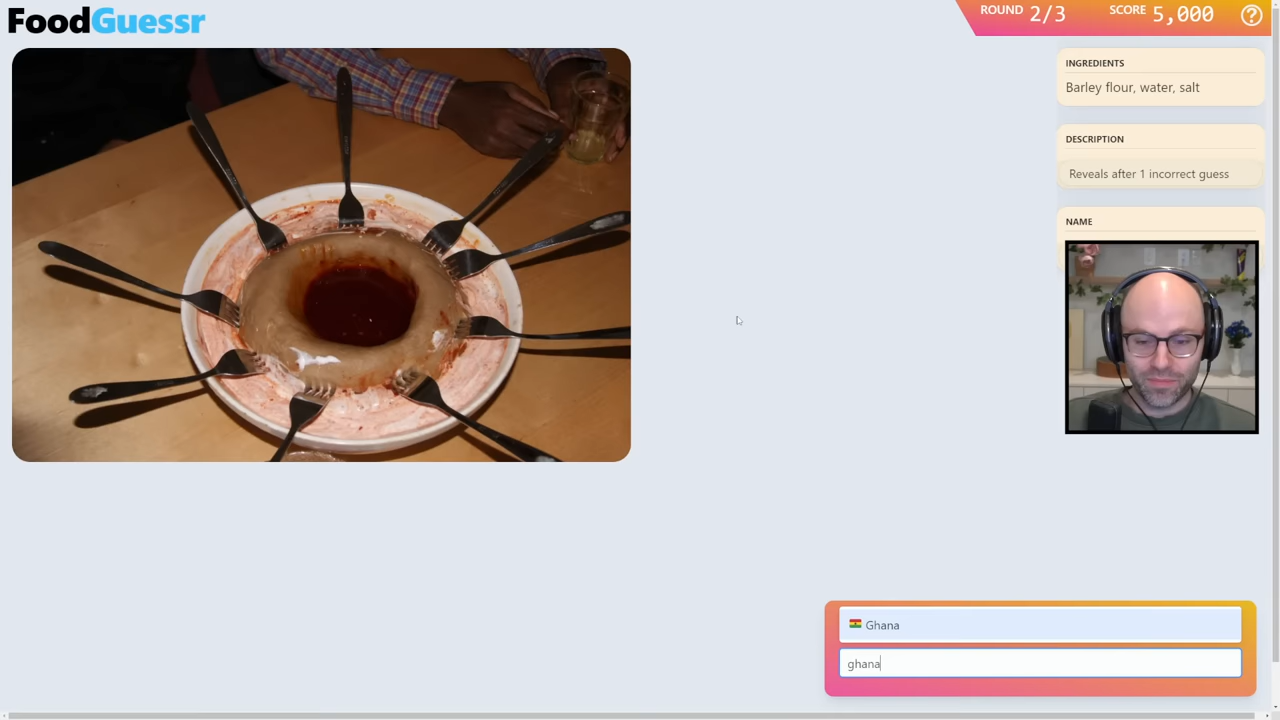 FoodGuessr
ROUND 2/3
SCORE 5,000
?
INGREDIENTS
Barley flour, water, salt
DESCRIPTION
Reveals after 1 incorrect guess
NAME
Ghana
ghana